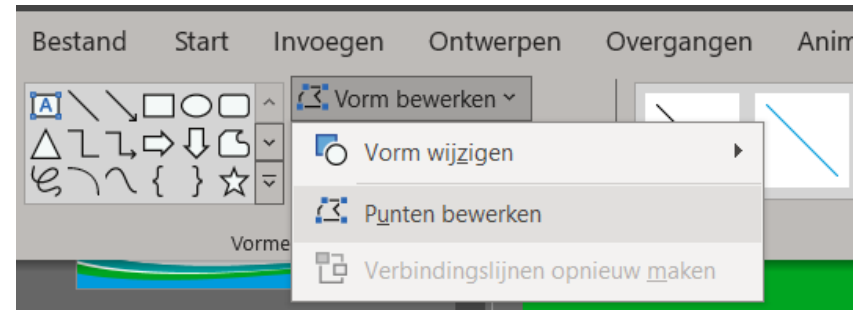 Bestand Start Invoegen Ontwerpen Overgangen Anim
A
Vorm bewerken
Vorm wijzigen
Punten bewerken
Vorme
Verbindingslijnen opnieuw maken